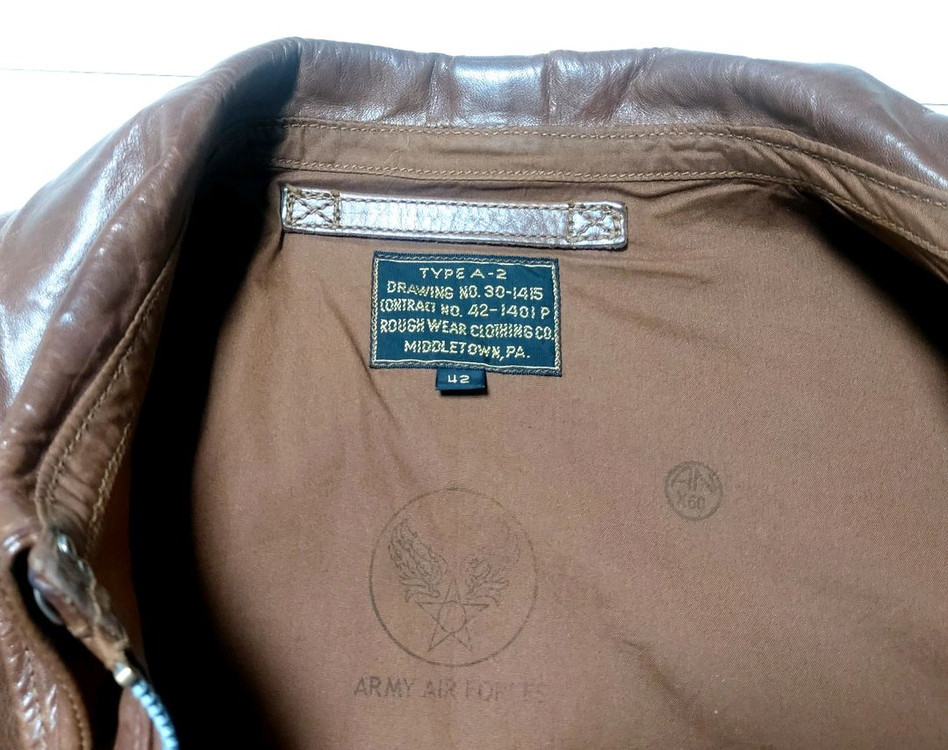 TYPE A-2
DRAWING NO. 30-1415
CONTRACT NO. 42-1401 P
ROUGH WEAR CLOTHING CO.
MIDDLETOWN, PA.
42
AN
X60
ARMY AIR FORCES